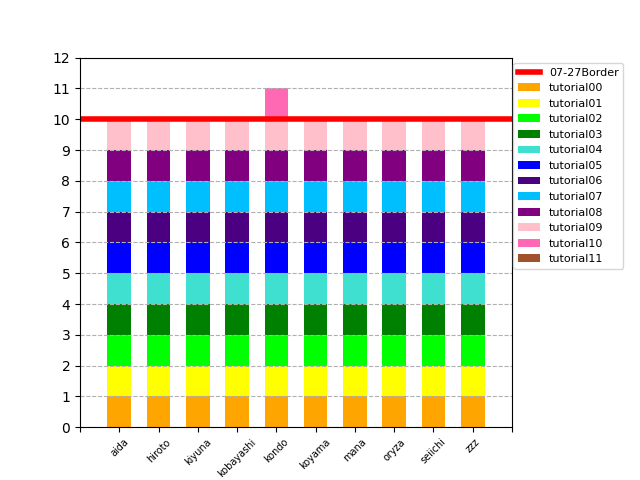 12
11
10
9
8
7
6
5
4
3
2
1
0
aida
hiroto
kiyuna
kobayashi
kondo
koyama
mana
oryza
seiichi
zzz
07-27Border
tutorial00
tutorial01
tutorial02
tutorial03
tutorial04
tutorial05
tutorial06
tutorial07
tutorial08
tutorial09
tutorial10
tutorial11